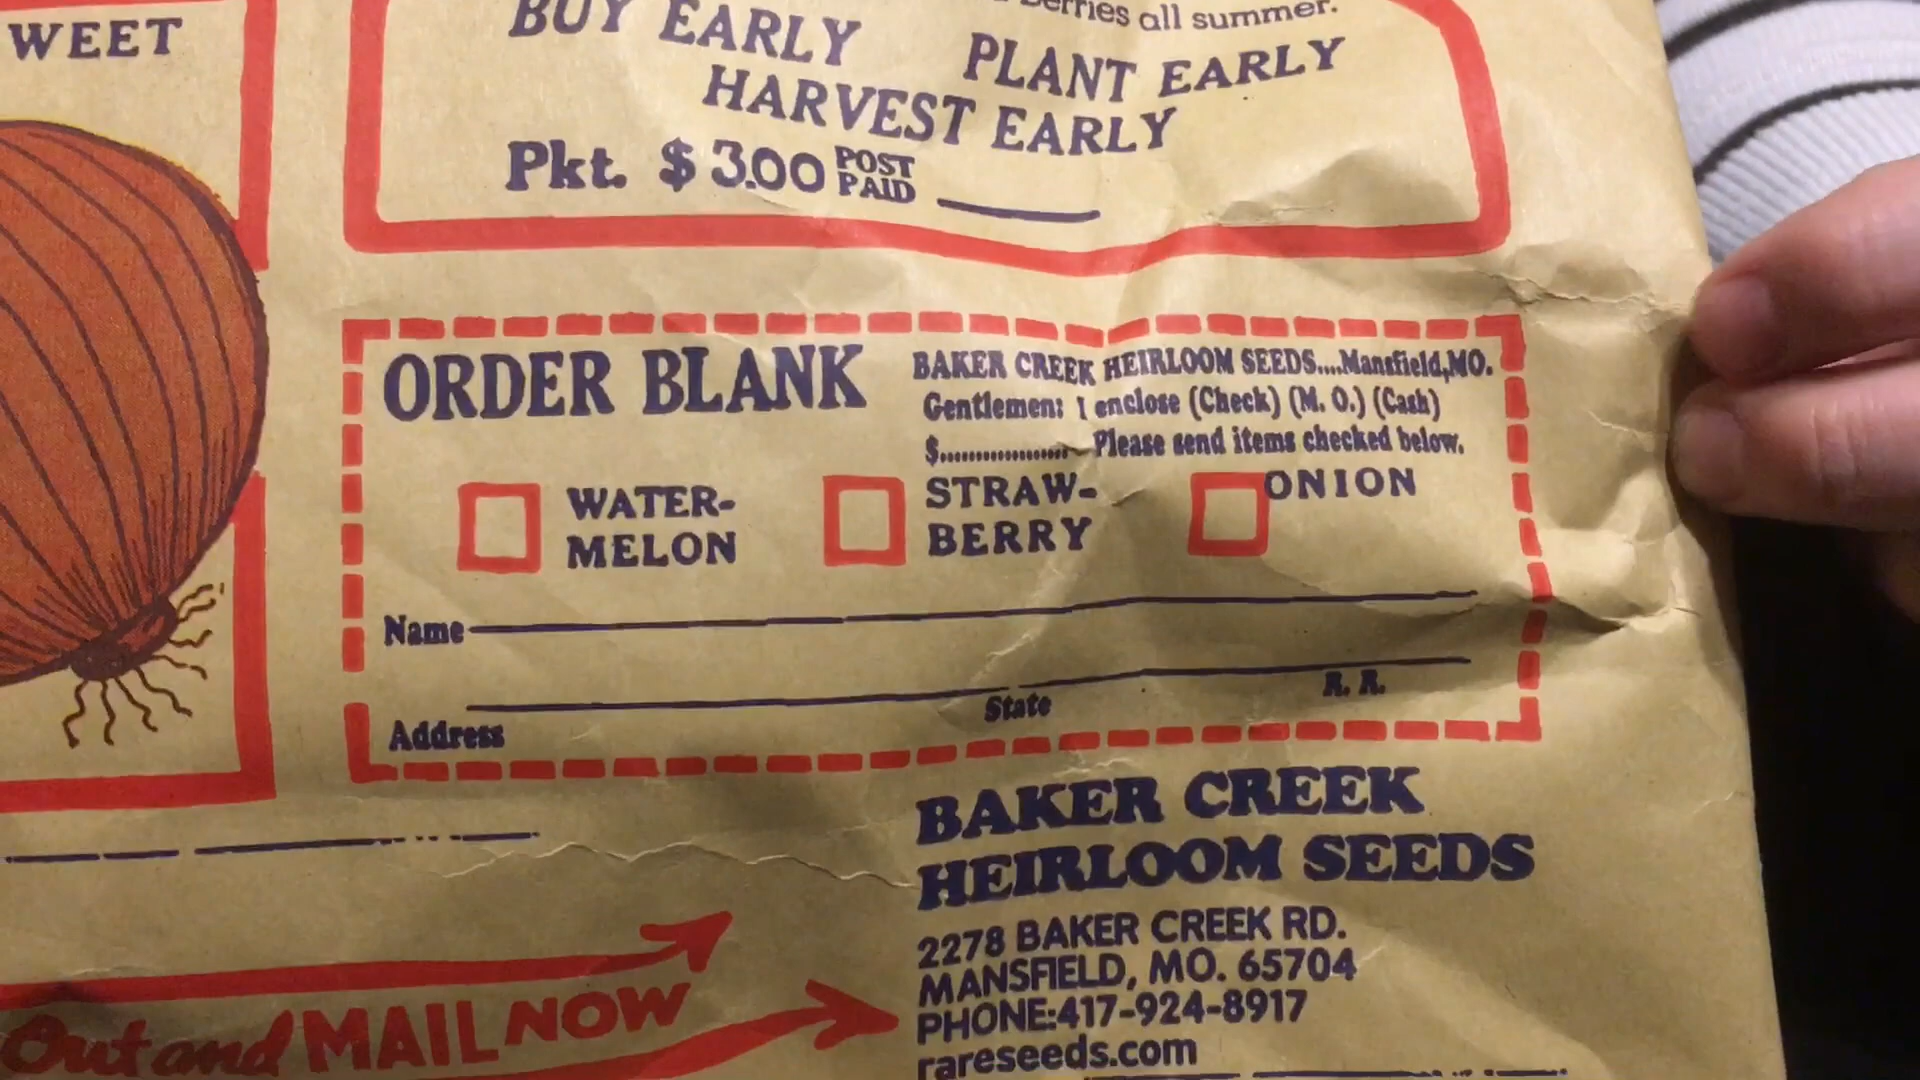 WEET
berries all summer.
BUY EARLY PLANT EARLY
HARVEST EARLY
Pkt. $3.00 POST PAID
ORDER BLANK
BAKER CREEK HEIRLOOM SEEDS....Mansfield,MO.
Gentlemen: I enclose (Check) (M. O.) (Cash)
$................... Please send items checked below.
WATER-
MELON
STRAW-
BERRY
ONION
Name
Address State R. R.
BAKER CREEK
HEIRLOOM SEEDS
2278 BAKER CREEK RD.
MANSFIELD, MO. 65704
PHONE:417-924-8917
rareseeds.com
Out and MAIL NOW